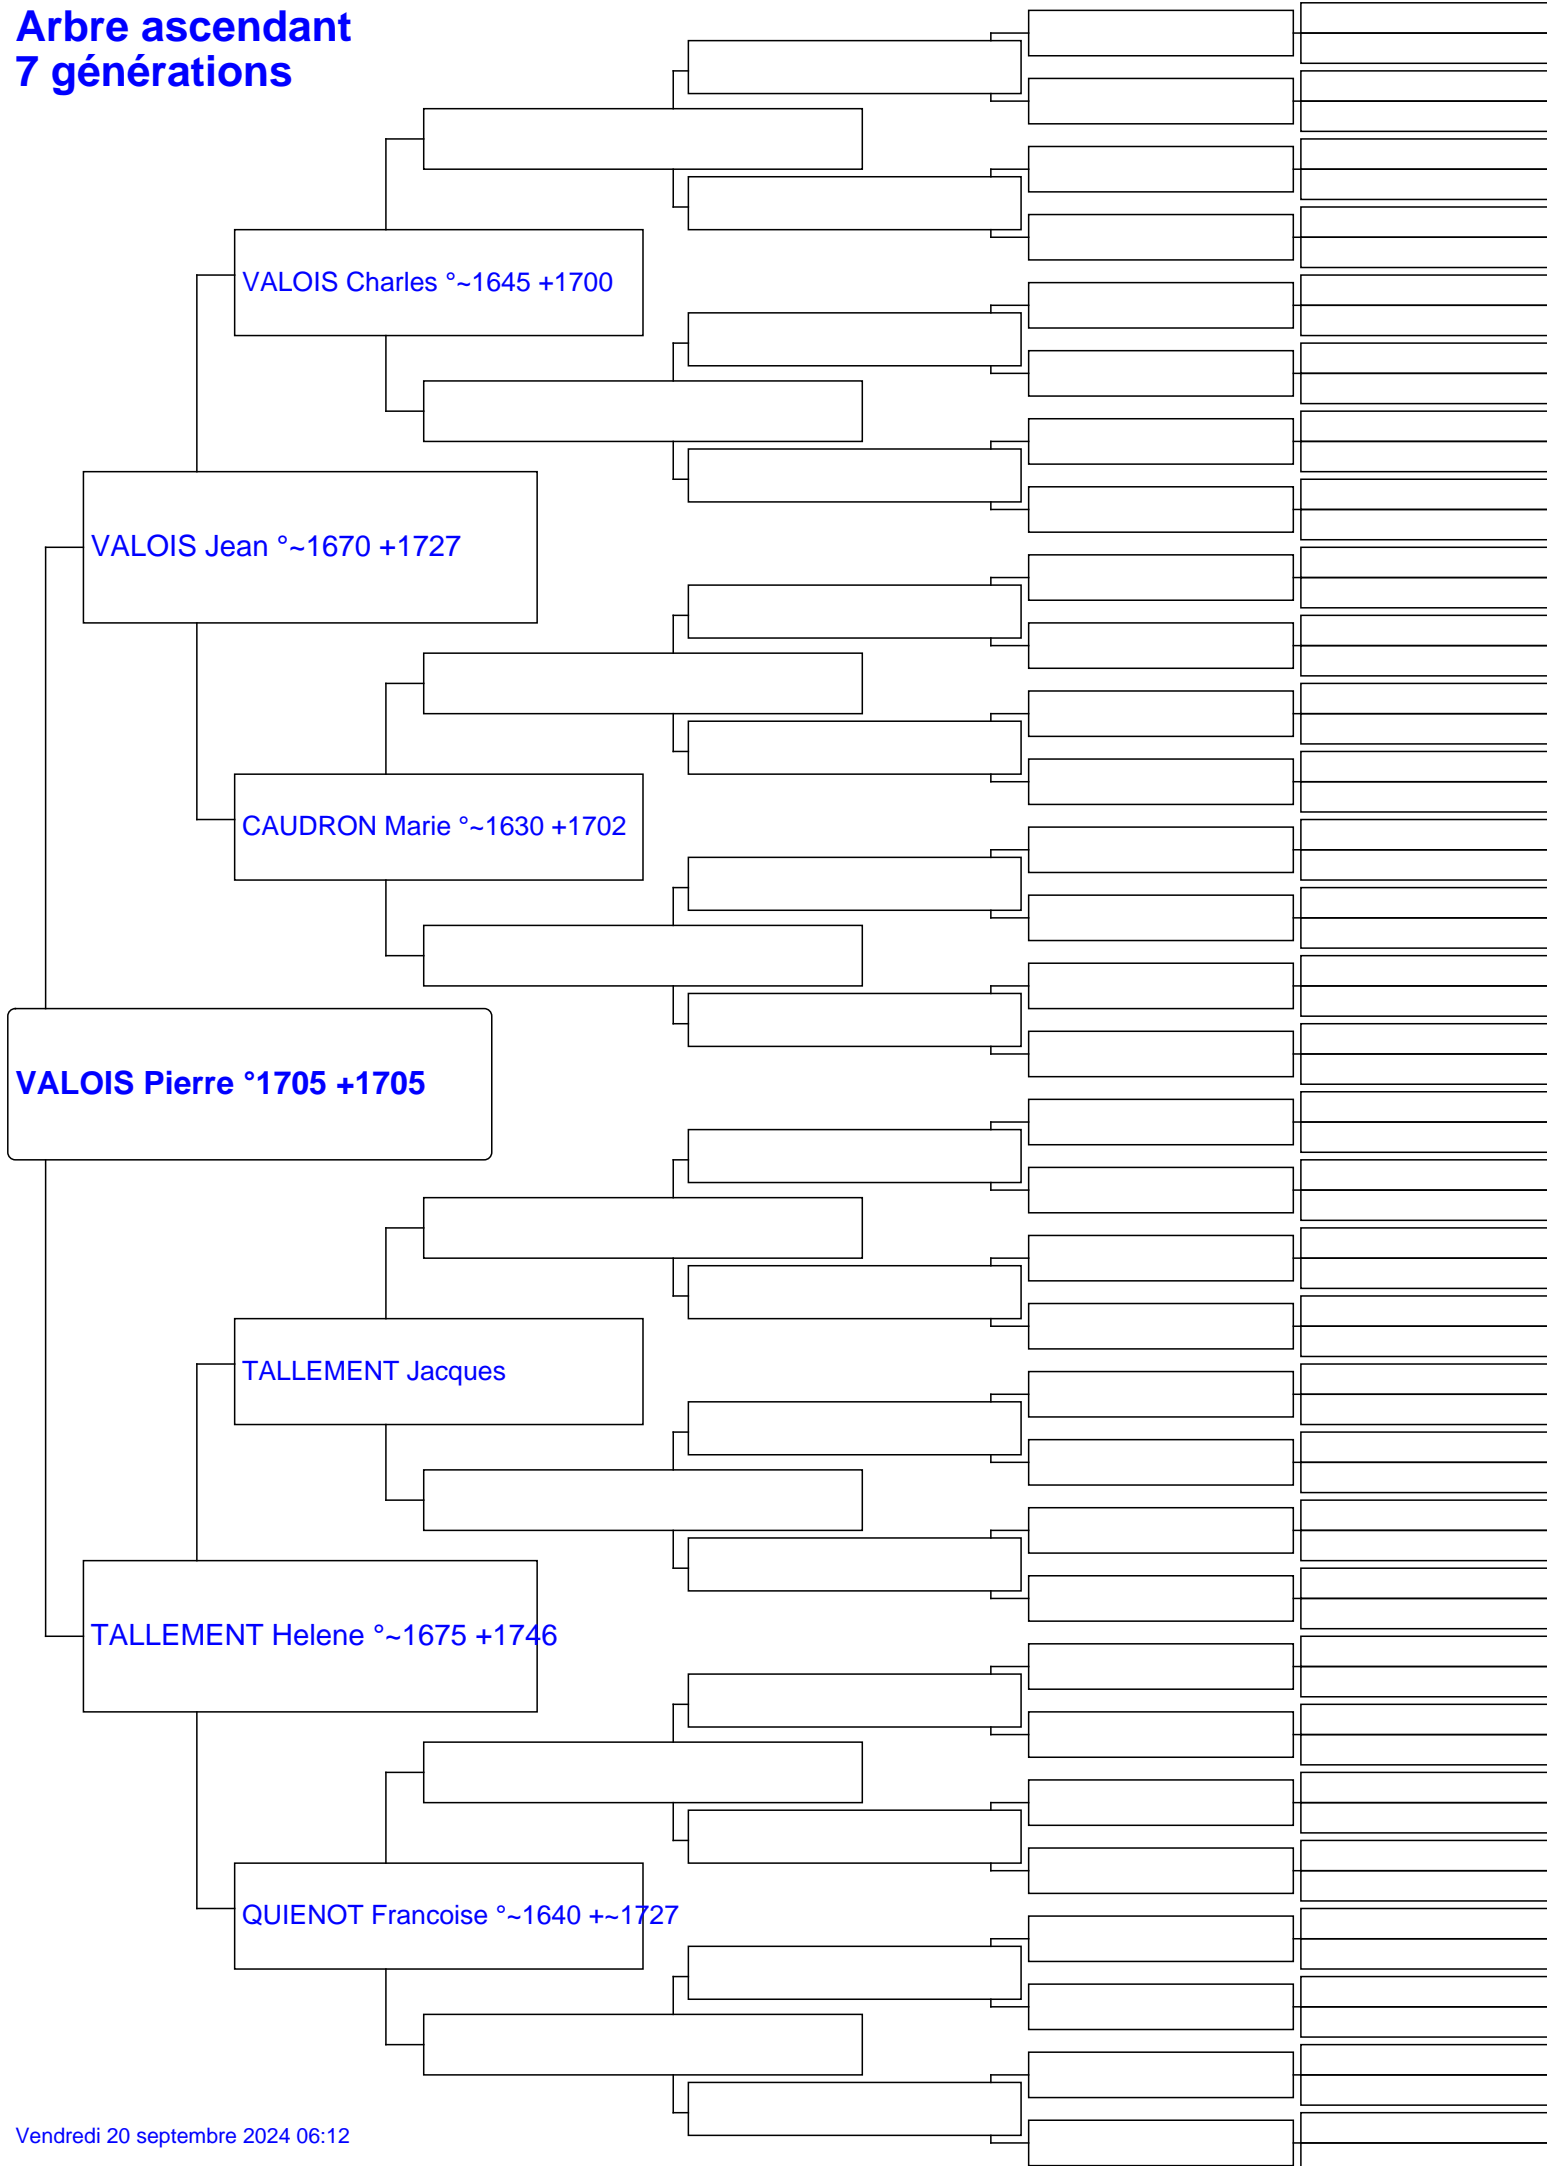 Arbre ascendant
7 générations
VALOIS Charles °~1645 +1700
VALOIS Jean °~1670 +1727
CAUDRON Marie °~1630 +1702
VALOIS Pierre °1705 +1705
TALLEMENT Jacques
TALLEMENT Helene °~1675 +1746
QUIENOT Francoise °~1640 +~1727
Vendredi 20 septembre 2024 06:12